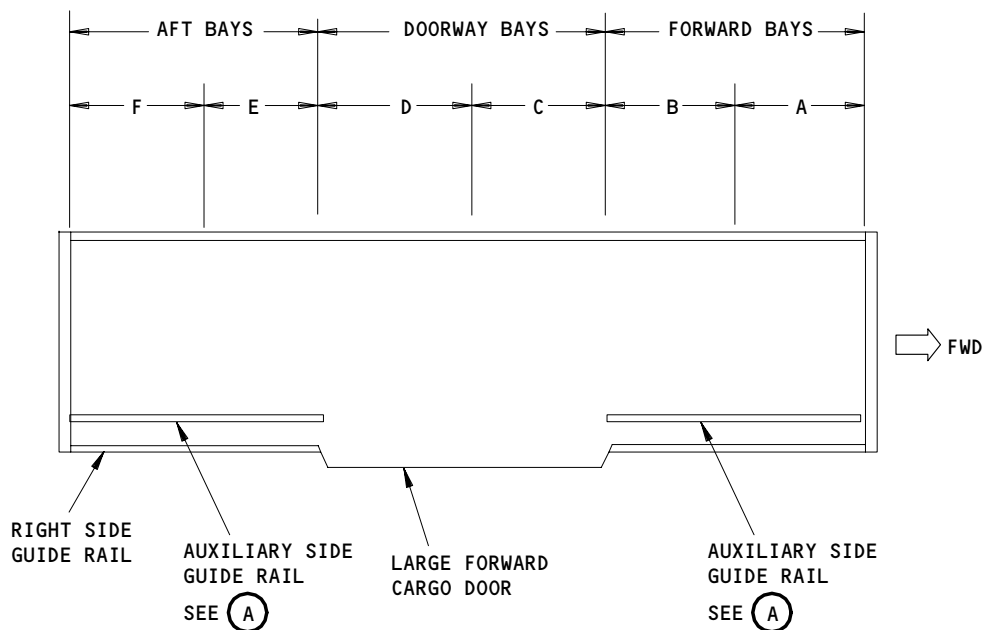 AFT BAYS DOORWAY BAYS FORWARD BAYS
F E D C B A
FWD
RIGHT SIDE
GUIDE RAIL
AUXILIARY SIDE
GUIDE RAIL
SEE A
LARGE FORWARD
CARGO DOOR
AUXILIARY SIDE
GUIDE RAIL
SEE A